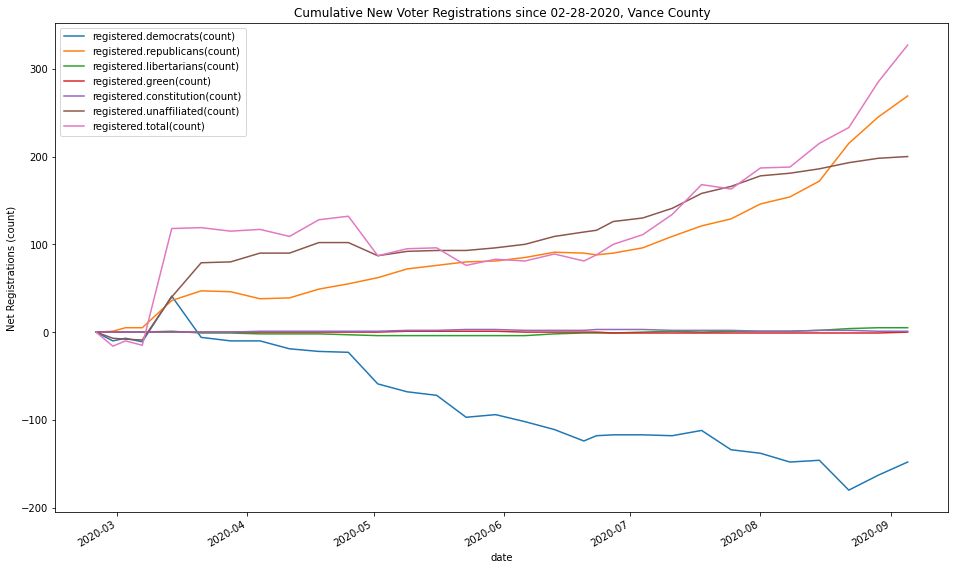 Cumulative New Voter Registrations since 02-28-2020, Vance County
registered.democrats(count)
registered.republicans(count)
registered.libertarians(count)
registered.green(count)
registered.constitution(count)
registered.unaffiliated(count)
registered.total(count)
Net Registrations (count)
300
200
100
0
−100
−200
2020-03
2020-04
2020-05
2020-06
2020-07
2020-08
2020-09
date